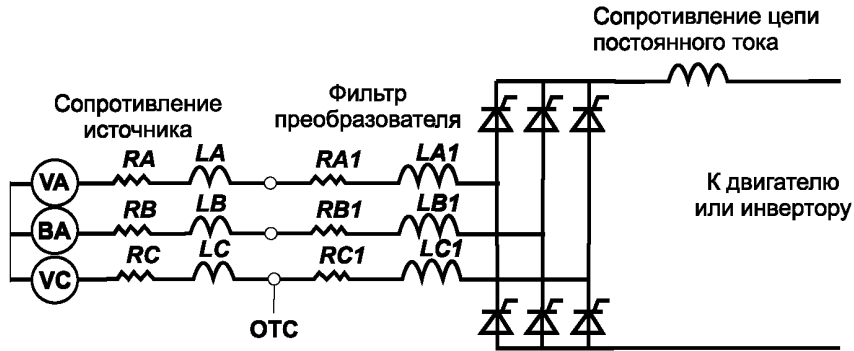 Сопротивление цепи
постоянного тока
Сопротивление
источника
Фильтр
преобразователя
VA RA LA RA1 LA1
BA RB LB RB1 LB1
VC RC LC RC1 LC1
ОТС
К двигателю
или инвертору